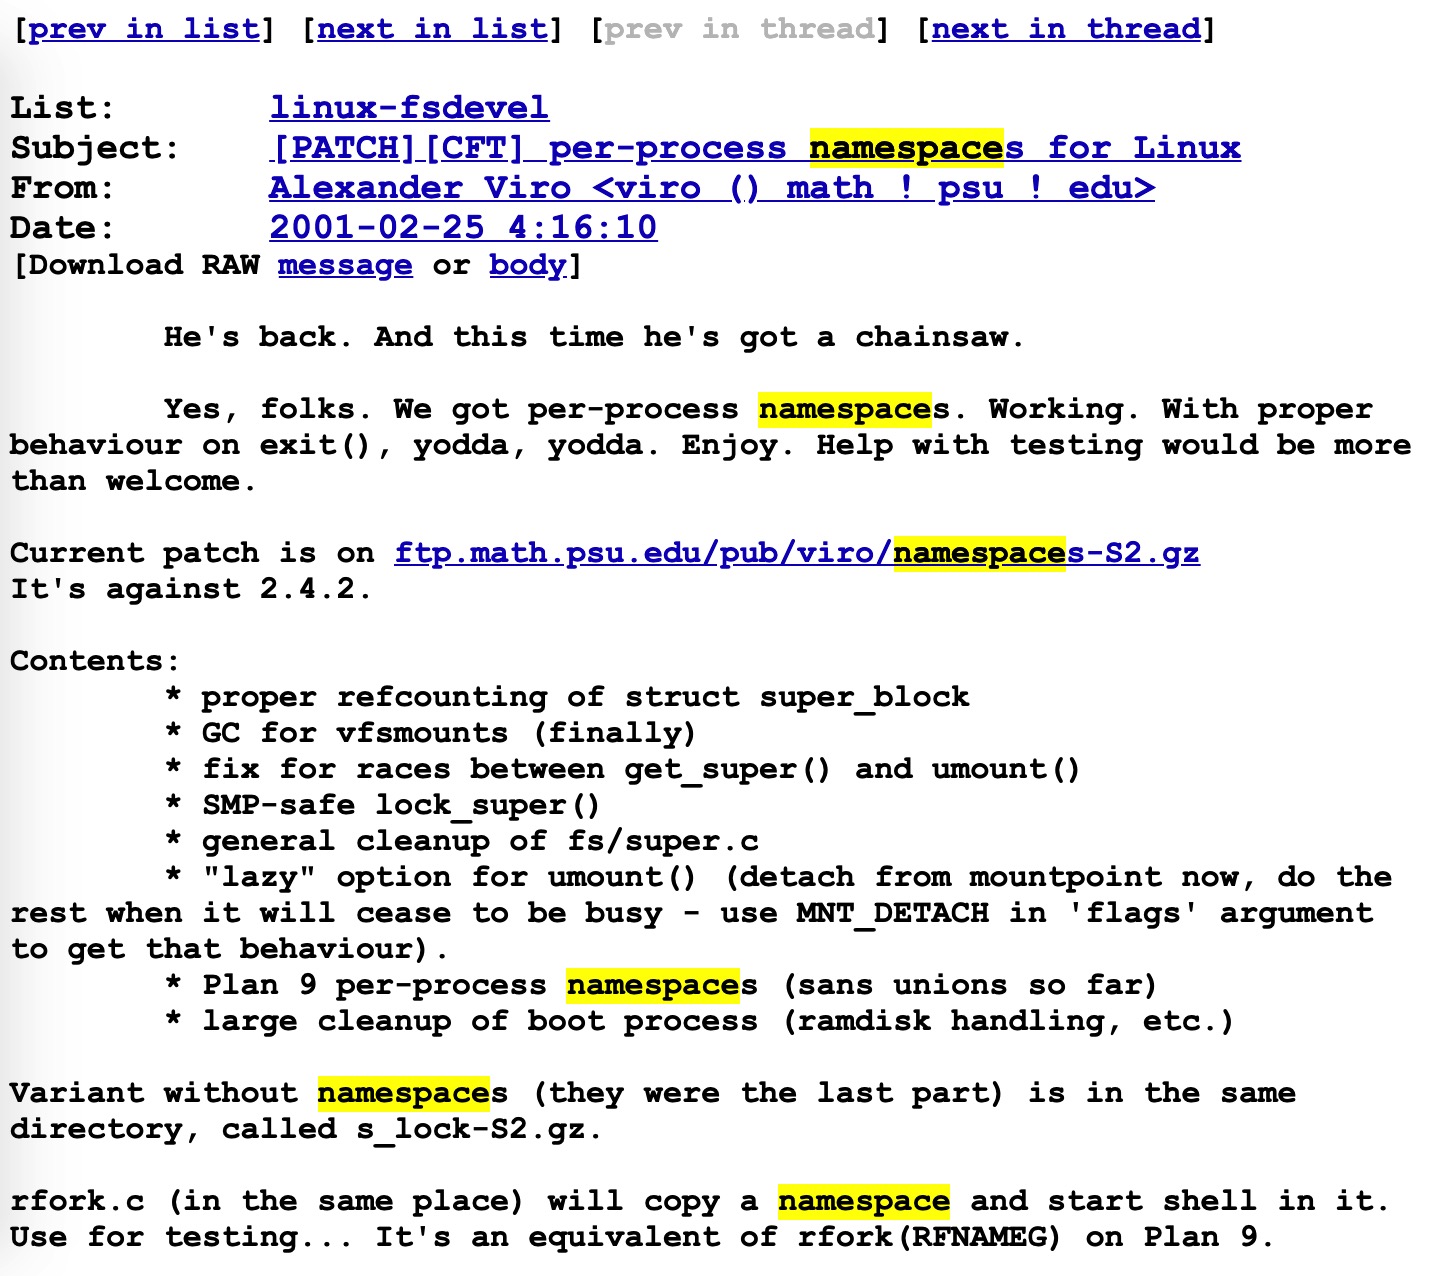 [prev in list] [next in list] [prev in thread] [next in thread]
List: linux-fsdevel
Subject: [PATCH][CFT] per-process namespaces for Linux
From: Alexander Viro <viro () math ! psu ! edu>
Date: 2001-02-25 4:16:10
[Download RAW message or body]
He's back. And this time he's got a chainsaw.
Yes, folks. We got per-process namespaces. Working. With proper
behaviour on exit(), yodda, yodda. Enjoy. Help with testing would be more
than welcome.
Current patch is on ftp.math.psu.edu/pub/viro/namespaces-S2.gz
It's against 2.4.2.
Contents:
* proper refcounting of struct super_block
* GC for vfsmounts (finally)
* fix for races between get_super() and umount()
* SMP-safe lock_super()
* general cleanup of fs/super.c
* "lazy" option for umount() (detach from mountpoint now, do the
rest when it will cease to be busy - use MNT_DETACH in 'flags' argument
to get that behaviour).
* Plan 9 per-process namespaces (sans unions so far)
* large cleanup of boot process (ramdisk handling, etc.)
Variant without namespaces (they were the last part) is in the same
directory, called s_lock-S2.gz.
rfork.c (in the same place) will copy a namespace and start shell in it.
Use for testing... It's an equivalent of rfork(RFNAMEG) on Plan 9.